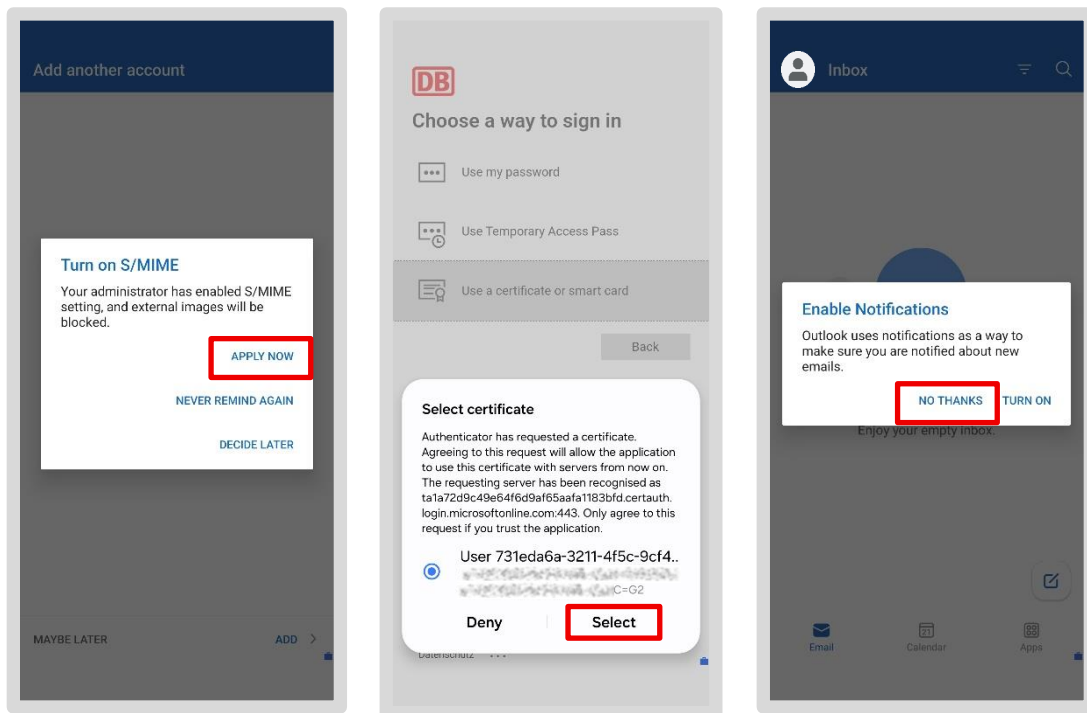 Add another account
Turn on S/MIME
Your administrator has enabled S/MIME
setting, and external images will be
blocked.
APPLY NOW
NEVER REMIND AGAIN
DECIDE LATER
MAYBE LATER
ADD >
DB
Choose a way to sign in
Use my password
Use Temporary Access Pass
Use a certificate or smart card
Back
Select certificate
Authenticator has requested a certificate.
Agreeing to this request will allow the application
to use this certificate with servers from now on.
The requesting server has been recognised as
ta1a72d9c49e64f6d9af65aafa1183bfd.certauth.
login.microsoftonline.com:443. Only agree to this
request if you trust the application.
User 731eda6a-3211-4f5c-9cf4..
C=G2
Deny
Select
Datenschutz ...
Inbox
Enable Notifications
Outlook uses notifications as a way to
make sure you are notified about new
emails.
NO THANKS
TURN ON
Enjoy your empty inbox.
21
Email
Calendar
Apps